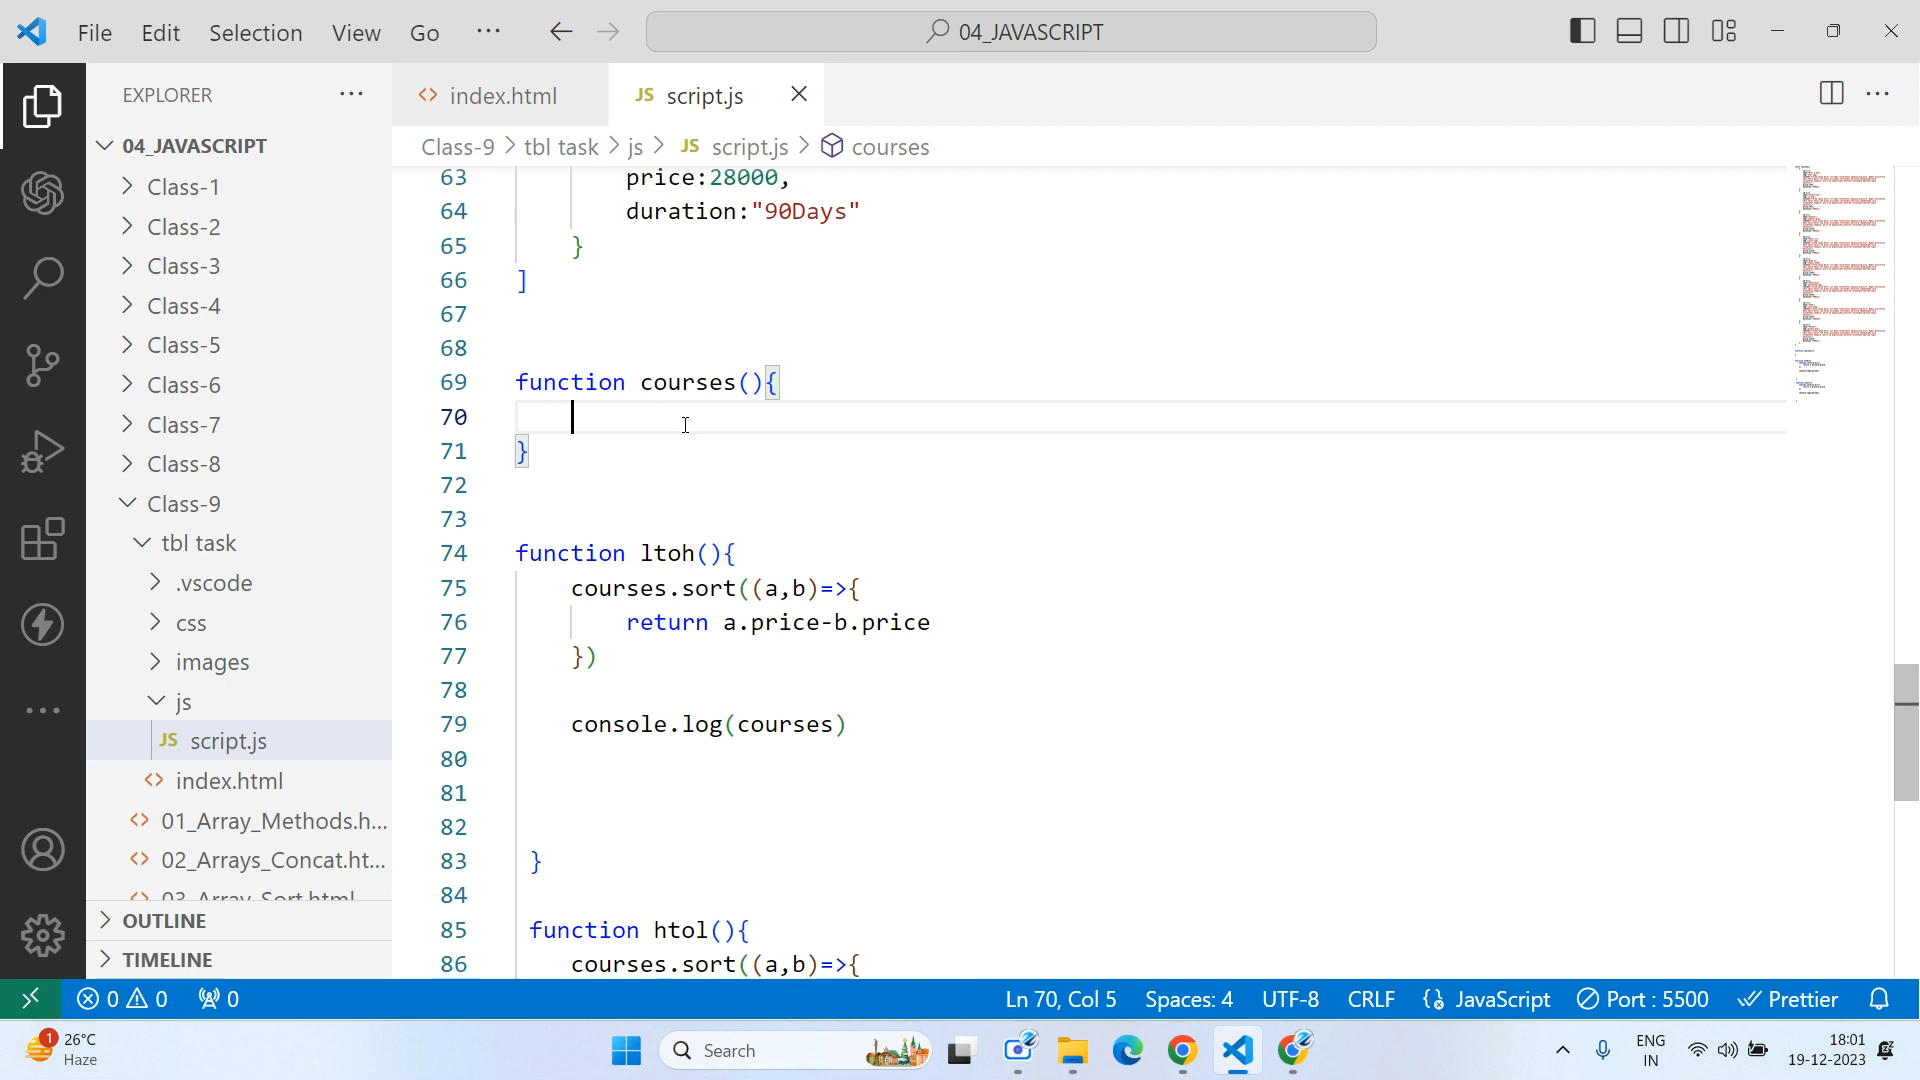 File Edit Selection View Go ··· 04_JAVASCRIPT
EXPLORER ···
index.html JS script.js
04_JAVASCRIPT
Class-9 > tbl task > js > JS script.js > courses
Class-1
Class-2
Class-3
Class-4
Class-5
Class-6
Class-7
Class-8
Class-9
tbl task
.vscode
css
images
js
JS script.js
index.html
01_Array_Methods.h...
02_Arrays_Concat.ht...
03_Array_Sort.html
OUTLINE
TIMELINE
63 price:28000,
64 duration:"90Days"
65 }
66 ]
67
68
69 function courses(){
70
71 }
72
73
74 function ltoh(){
75 courses.sort((a,b)=>{
76 return a.price-b.price
77 })
78
79 console.log(courses)
80
81
82
83 }
84
85 function htol(){
86 courses.sort((a,b)=>{
0 0 0 Ln 70, Col 5 Spaces: 4 UTF-8 CRLF JavaScript Port : 5500 Prettier
1 26°C
Haze
Search
ENG
IN
18:01
19-12-2023